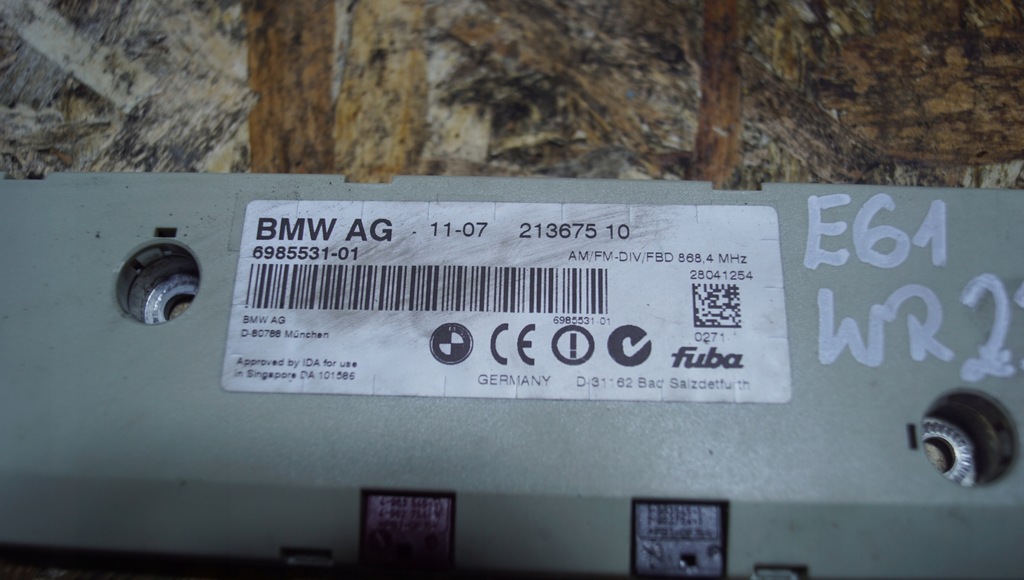 BMW AG - 11-07 213675 10
6985531-01 AM/FM-DIV/FBD 868,4 MHz
28041254
6985531-01
BMW AG
D-80788 München
0271
Approved by IDA for use
in Singapore DA 101586
fuba
GERMANY D-31162 Bad Salzdetfurth
E61
WR